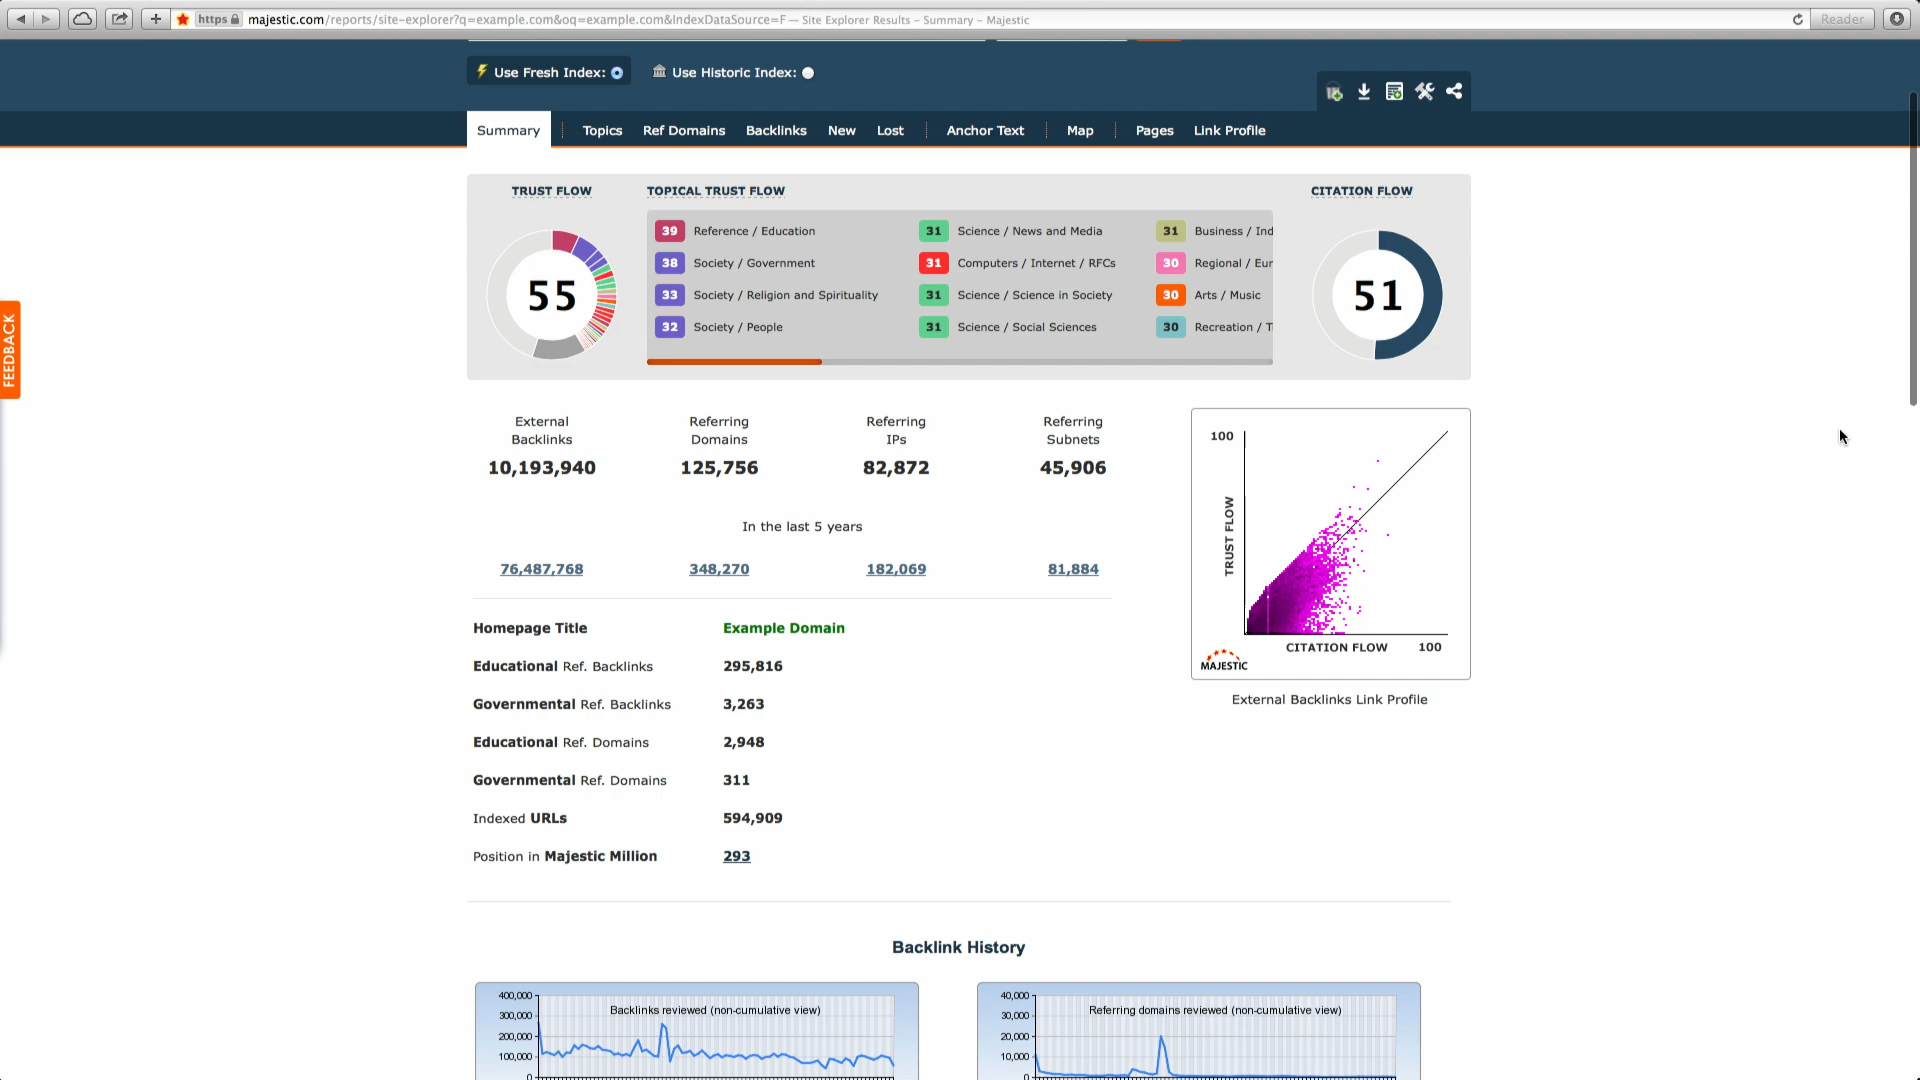 https majestic.com/reports/site-explorer?q=example.com&oq=example.com&IndexDataSource=F — Site Explorer Results – Summary – Majestic
Reader
Use Fresh Index:
Use Historic Index:
Summary
Topics
Ref Domains
Backlinks
New
Lost
Anchor Text
Map
Pages
Link Profile
FEEDBACK
TRUST FLOW
55
TOPICAL TRUST FLOW
39 Reference / Education
38 Society / Government
33 Society / Religion and Spirituality
32 Society / People
31 Science / News and Media
31 Computers / Internet / RFCs
31 Science / Science in Society
31 Science / Social Sciences
31 Business / Ind
30 Regional / Eur
30 Arts / Music
30 Recreation / T
CITATION FLOW
51
External
Backlinks
10,193,940
Referring
Domains
125,756
Referring
IPs
82,872
Referring
Subnets
45,906
In the last 5 years
76,487,768
348,270
182,069
81,884
Homepage Title Example Domain
Educational Ref. Backlinks 295,816
Governmental Ref. Backlinks 3,263
Educational Ref. Domains 2,948
Governmental Ref. Domains 311
Indexed URLs 594,909
Position in Majestic Million 293
100
TRUST FLOW
CITATION FLOW 100
MAJESTIC
External Backlinks Link Profile
Backlink History
Backlinks reviewed (non-cumulative view)
400,000
300,000
200,000
100,000
0
Referring domains reviewed (non-cumulative view)
40,000
30,000
20,000
10,000
0